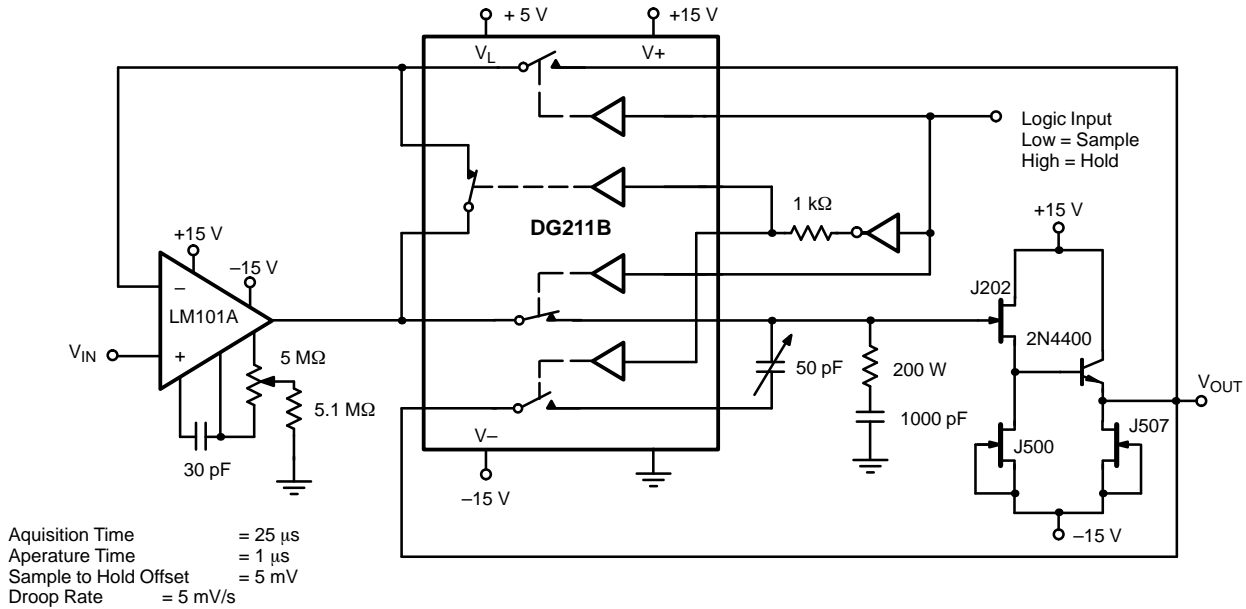 + 5 V
+15 V
VL
V+
Logic Input
Low = Sample
High = Hold
1 kΩ
DG211B
+15 V
+15 V
–15 V
J202
–
LM101A
2N4400
VIN
+
5 MΩ
50 pF
200 W
VOUT
5.1 MΩ
1000 pF
J507
J500
V–
30 pF
–15 V
–15 V
Aquisition Time = 25 μs
Aperature Time = 1 μs
Sample to Hold Offset = 5 mV
Droop Rate = 5 mV/s